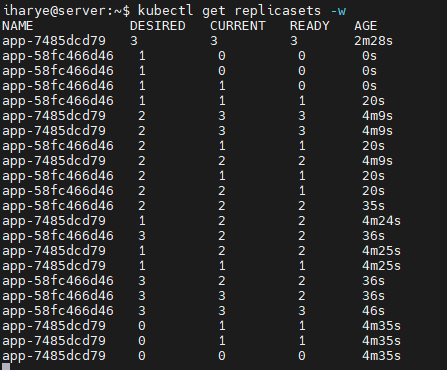 iharye@server:~$ kubectl get replicasets -w
NAME DESIRED CURRENT READY AGE
app-7485dcd79 3 3 3 2m28s
app-58fc466d46 1 0 0 0s
app-58fc466d46 1 0 0 0s
app-58fc466d46 1 1 0 0s
app-58fc466d46 1 1 1 20s
app-7485dcd79 2 3 3 4m9s
app-7485dcd79 2 3 3 4m9s
app-58fc466d46 2 1 1 20s
app-7485dcd79 2 2 2 4m9s
app-58fc466d46 2 1 1 20s
app-58fc466d46 2 2 1 20s
app-58fc466d46 2 2 2 35s
app-7485dcd79 1 2 2 4m24s
app-58fc466d46 3 2 2 36s
app-7485dcd79 1 2 2 4m25s
app-7485dcd79 1 1 1 4m25s
app-58fc466d46 3 2 2 36s
app-58fc466d46 3 3 2 36s
app-58fc466d46 3 3 3 46s
app-7485dcd79 0 1 1 4m35s
app-7485dcd79 0 1 1 4m35s
app-7485dcd79 0 0 0 4m35s